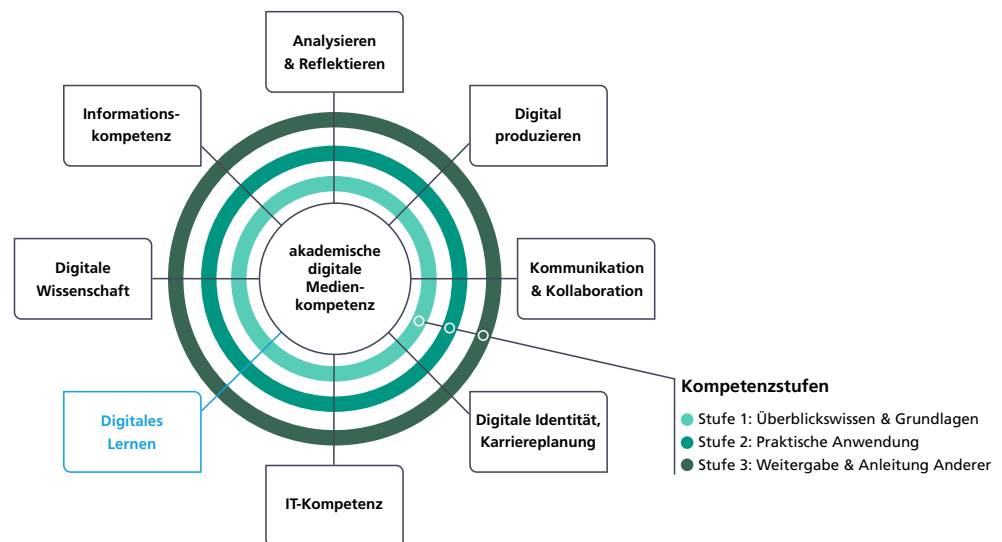 Analysieren
& Reflektieren
Informations-
kompetenz
Digital
produzieren
akademische
digitale
Medien-
kompetenz
Digitale
Wissenschaft
Kommunikation
& Kollaboration
Digitales
Lernen
Digitale Identität,
Karriereplanung
IT-Kompetenz
Kompetenzstufen
Stufe 1: Überblickswissen & Grundlagen
Stufe 2: Praktische Anwendung
Stufe 3: Weitergabe & Anleitung Anderer